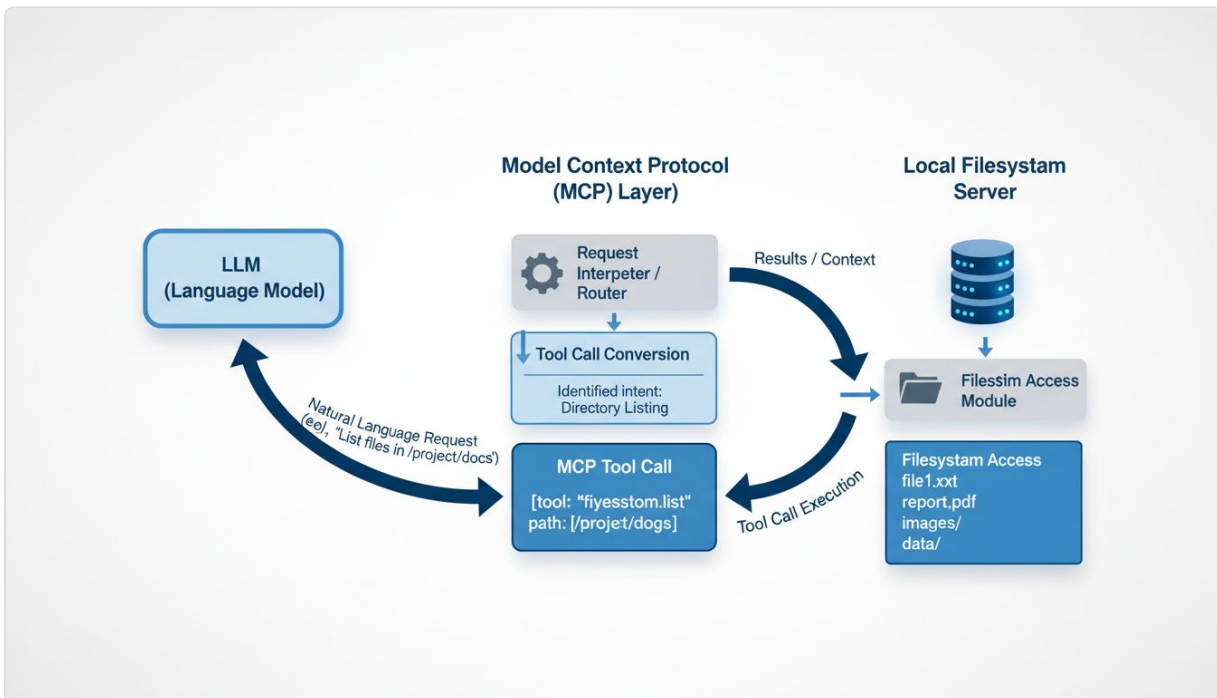 Model Context Protocol
(MCP) Layer)
Local Filesystam
Server
LLM
(Language Model)
Request
Interpeter /
Router
Results / Context
Tool Call Conversion
Identified intent:
Directory Listing
Filessim Access
Module
Natural Language Request
"List files in /project/docs')
MCP Tool Call
[tool: "fiyesstom.list"
path: [/projet/dogs]
Tool Call Execution
Filesystam Access
file1.xxt
report,pdf
images/
data/